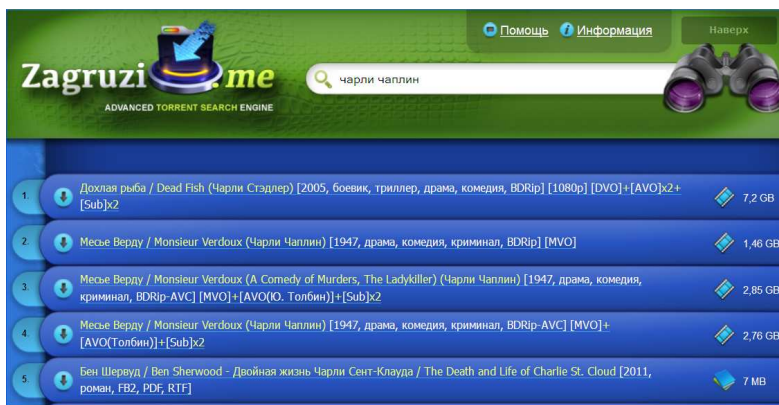 Помощь Информация Наверх
Zagruzi.me
ADVANCED TORRENT SEARCH ENGINE
чарли чаплин
1. Дохлая рыба / Dead Fish (Чарли Стэдлер) [2005, боевик, триллер, драма, комедия, BDRip] [1080p] [DVO]+[AVO]x2+ 7,2 GB
[Sub]x2
2. Месье Верду / Monsieur Verdoux (Чарли Чаплин) [1947, драма, комедия, криминал, BDRip] [MVO] 1,46 GB
3. Месье Верду / Monsieur Verdoux (A Comedy of Murders, The Ladykiller) (Чарли Чаплин) [1947, драма, комедия, 2,85 GB
криминал, BDRip-AVC] [MVO]+[AVO(Ю. Толбин)]+[Sub]x2
4. Месье Верду / Monsieur Verdoux (Чарли Чаплин) [1947, драма, комедия, криминал, BDRip-AVC] [MVO]+ 2,76 GB
[AVO(Толбин)]+[Sub]x2
5. Бен Шервуд / Ben Sherwood - Двойная жизнь Чарли Сент-Клауда / The Death and Life of Charlie St. Cloud [2011, 7 MB
роман, FB2, PDF, RTF]